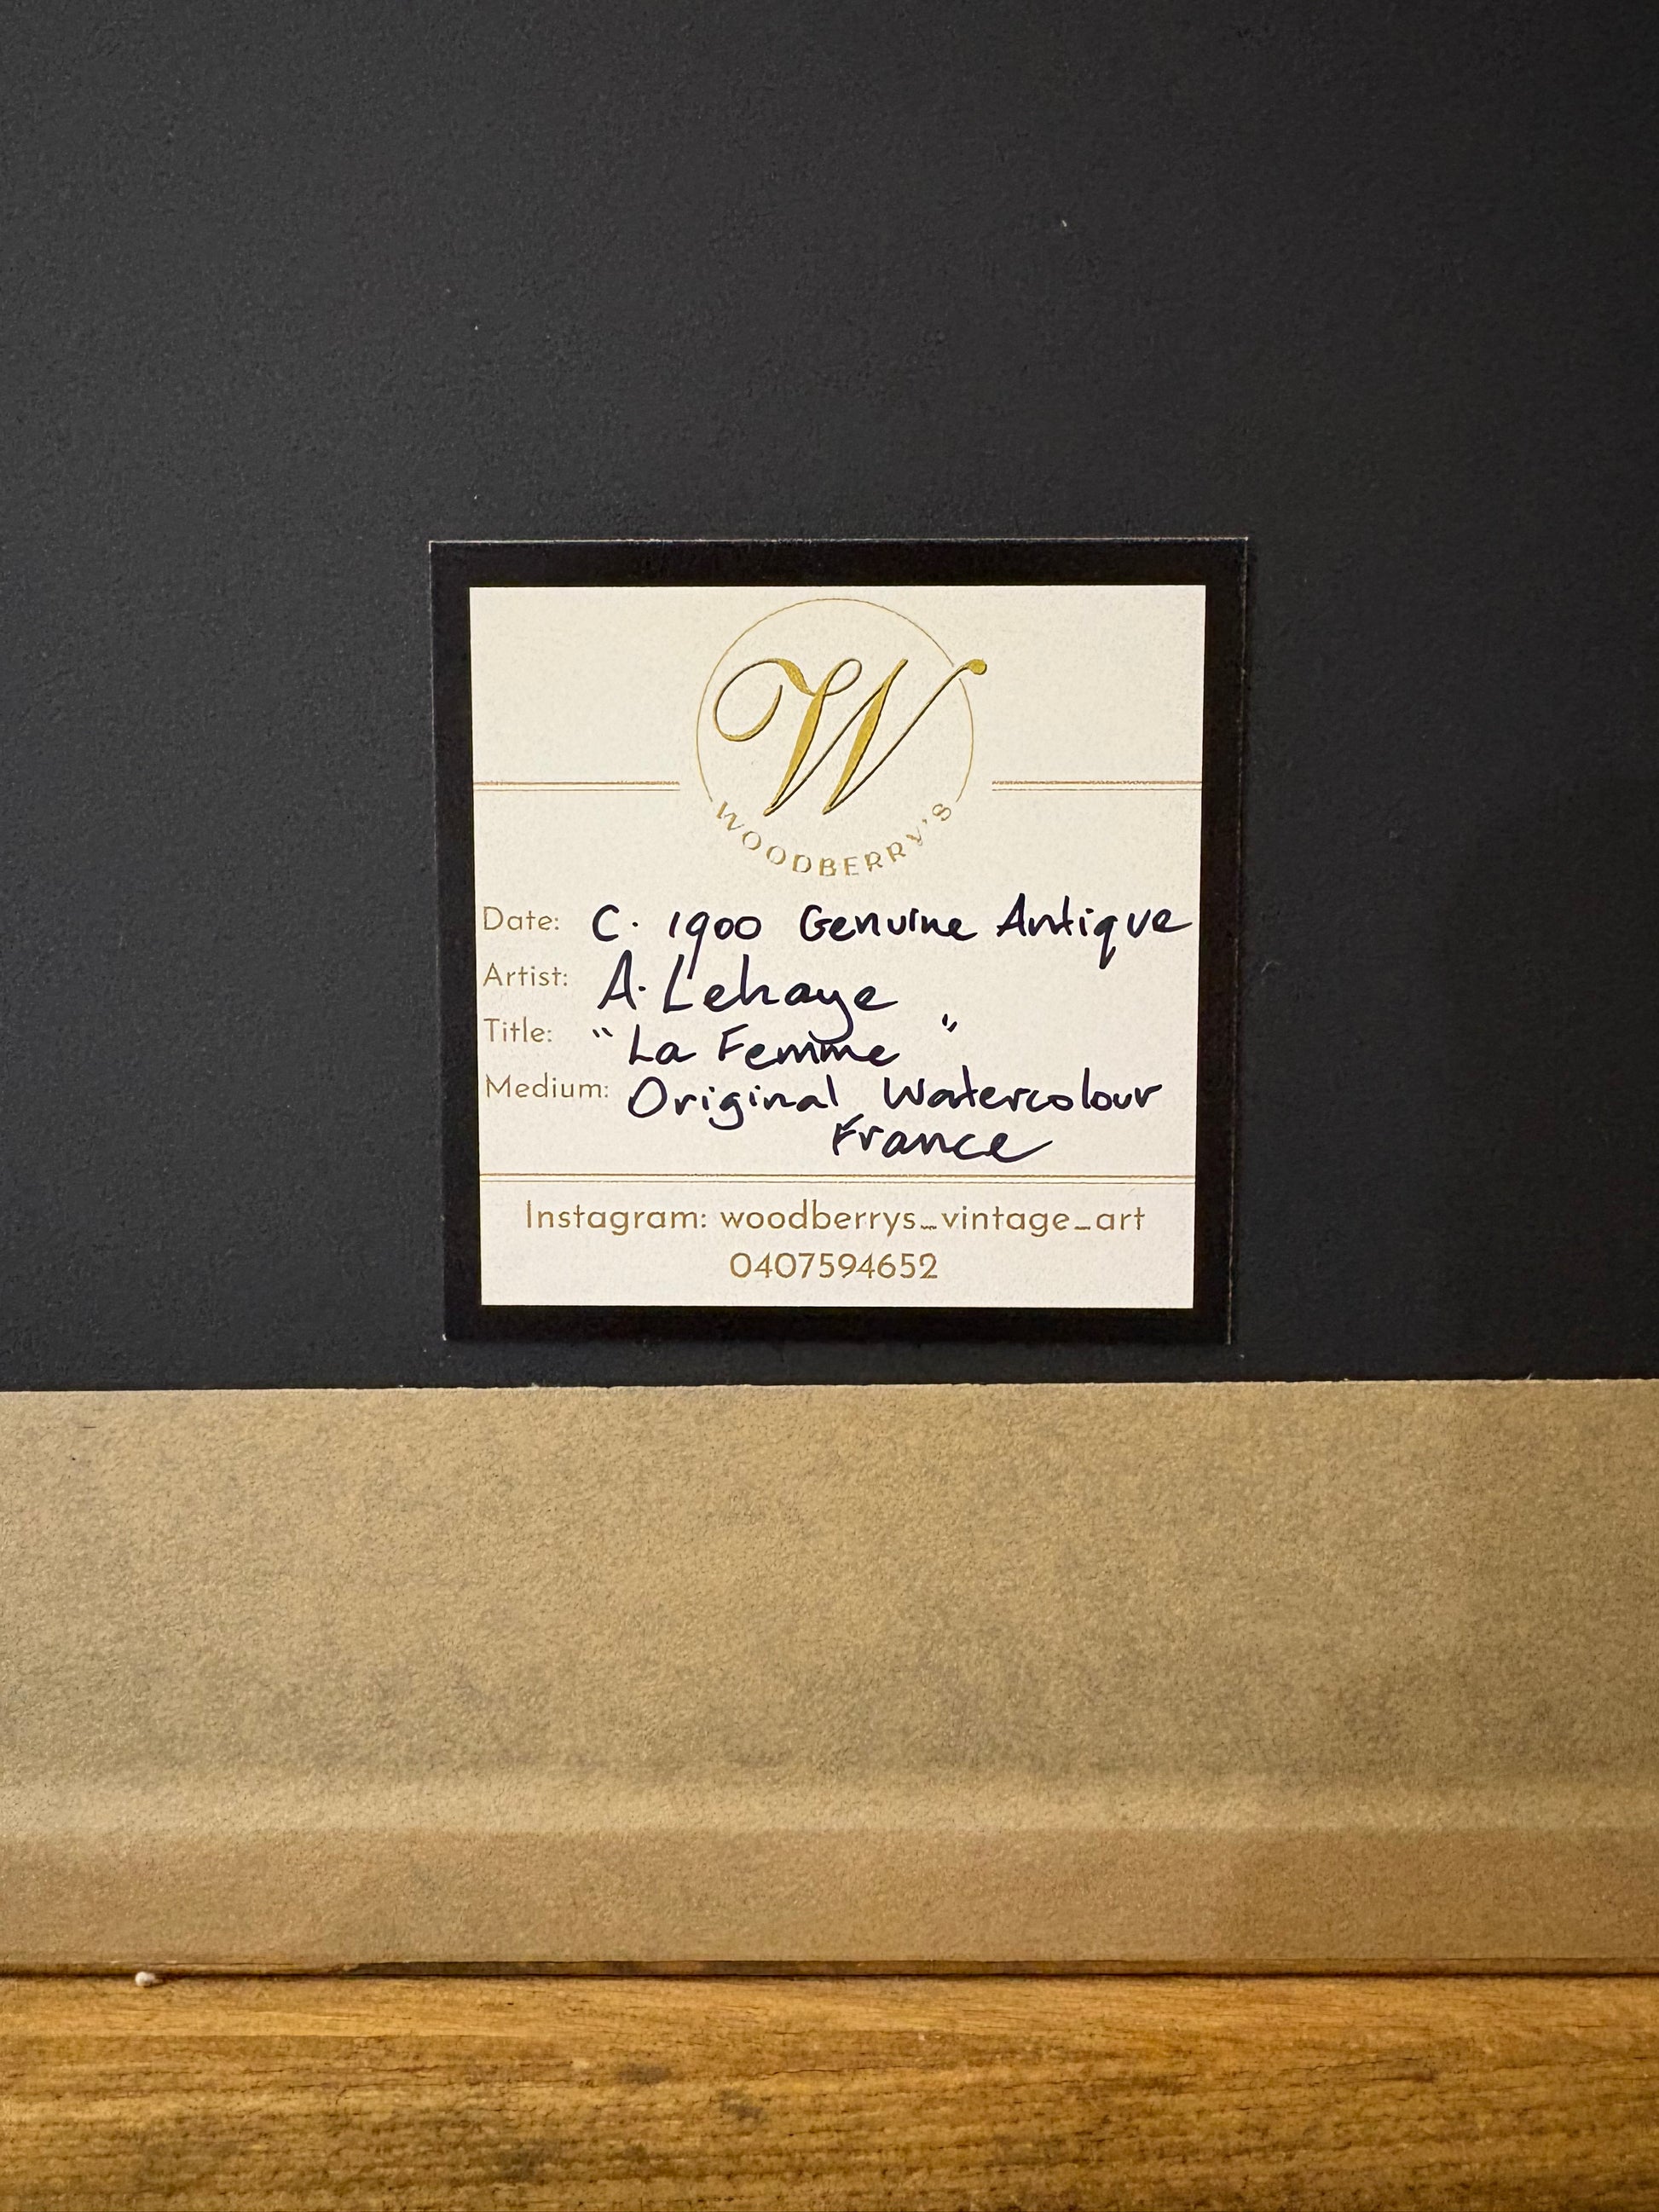 W
WOODBERRY'S
Date: C. 1900 Genuine Antique
Artist: A. Lehaye
Title: "La Femme"
Medium: Original Watercolour
France
Instagram: woodberrys_vintage_art
0407594652